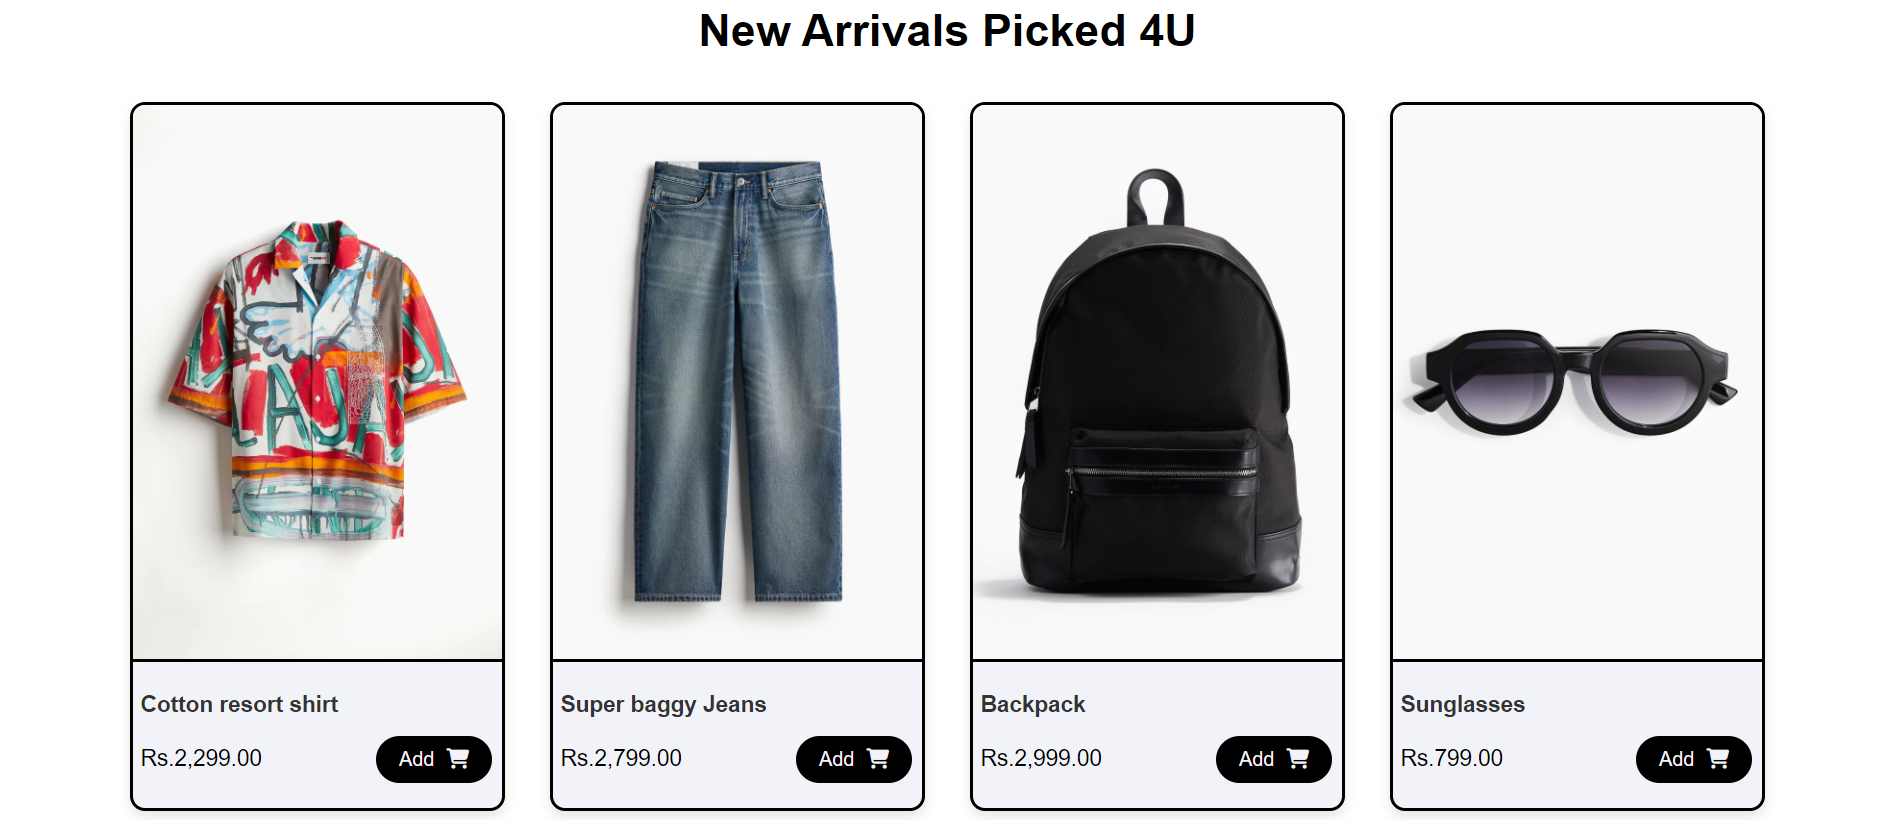 New Arrivals Picked 4U
Cotton resort shirt
Rs.2,299.00
Add
Super baggy Jeans
Rs.2,799.00
Add
Backpack
Rs.2,999.00
Add
Sunglasses
Rs.799.00
Add